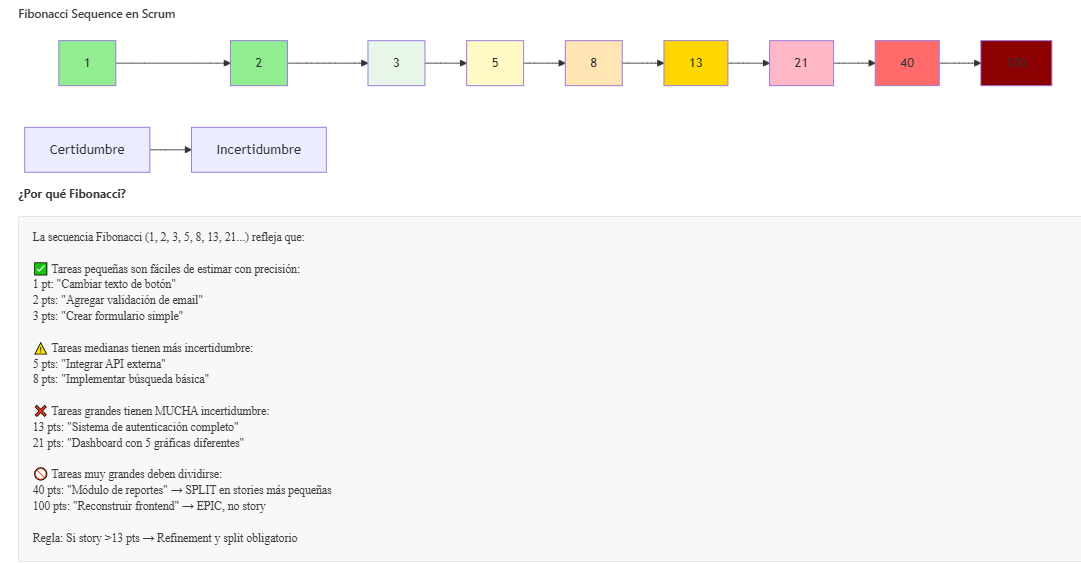 Fibonacci Sequence en Scrum
1 2 3 5 8 13 21 40 100
Certidumbre Incertidumbre
¿Por qué Fibonacci?
La secuencia Fibonacci (1, 2, 3, 5, 8, 13, 21...) refleja que:
✅ Tareas pequeñas son fáciles de estimar con precisión:
1 pt: "Cambiar texto de botón"
2 pts: "Agregar validación de email"
3 pts: "Crear formulario simple"
⚠️ Tareas medianas tienen más incertidumbre:
5 pts: "Integrar API externa"
8 pts: "Implementar búsqueda básica"
❌ Tareas grandes tienen MUCHA incertidumbre:
13 pts: "Sistema de autenticación completo"
21 pts: "Dashboard con 5 gráficas diferentes"
🚫 Tareas muy grandes deben dividirse:
40 pts: "Módulo de reportes" → SPLIT en stories más pequeñas
100 pts: "Reconstruir frontend" → EPIC, no story
Regla: Si story >13 pts → Refinement y split obligatorio